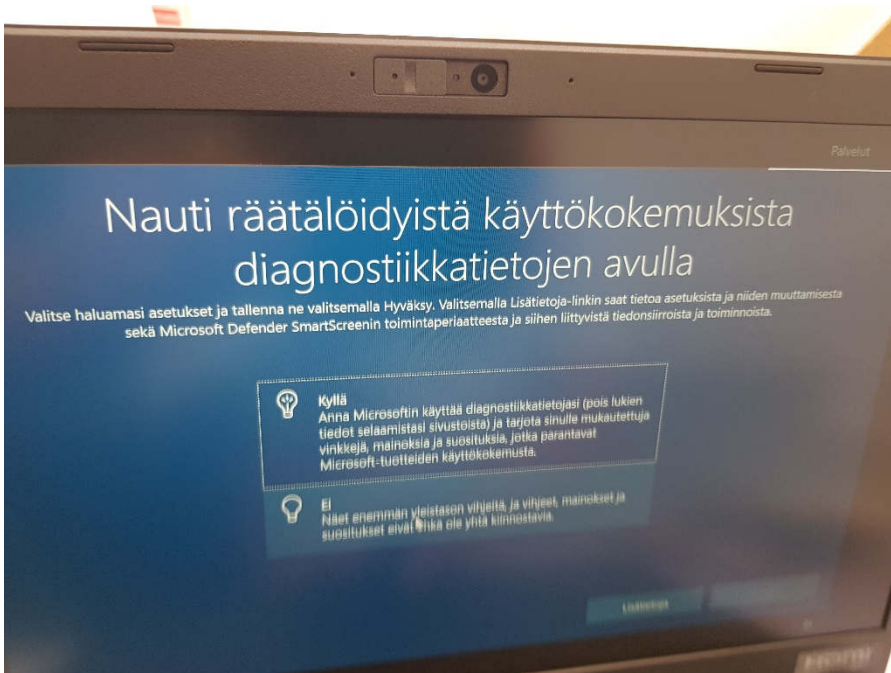 Palvelut
Nauti räätälöidyistä käyttökokemuksista
diagnostiikkatietojen avulla
Valitse haluamasi asetukset ja tallenna ne valitsemalla Hyväksy. Valitsemalla Lisätietoja-linkin saat tietoa asetuksista ja niiden muuttamisesta
sekä Microsoft Defender SmartScreenin toimintaperiaatteesta ja siihen liittyvistä tiedonsiirroista ja toiminnoista.
Kyllä
Anna Microsoftin käyttää diagnostiikkatietojasi (pois lukien
tiedot selaamistasi sivustoista) ja tarjota sinulle mukautettuja
vinkkejä, mainoksia ja suosituksia, jotka parantavat
Microsoft-tuotteiden käyttökokemusta.
Ei
Näet enemmän yleistason vihjeitä, ja vihjeet, mainokset ja
suositukset eivät ehkä ole yhtä kiinnostavia.
Lisätietoja